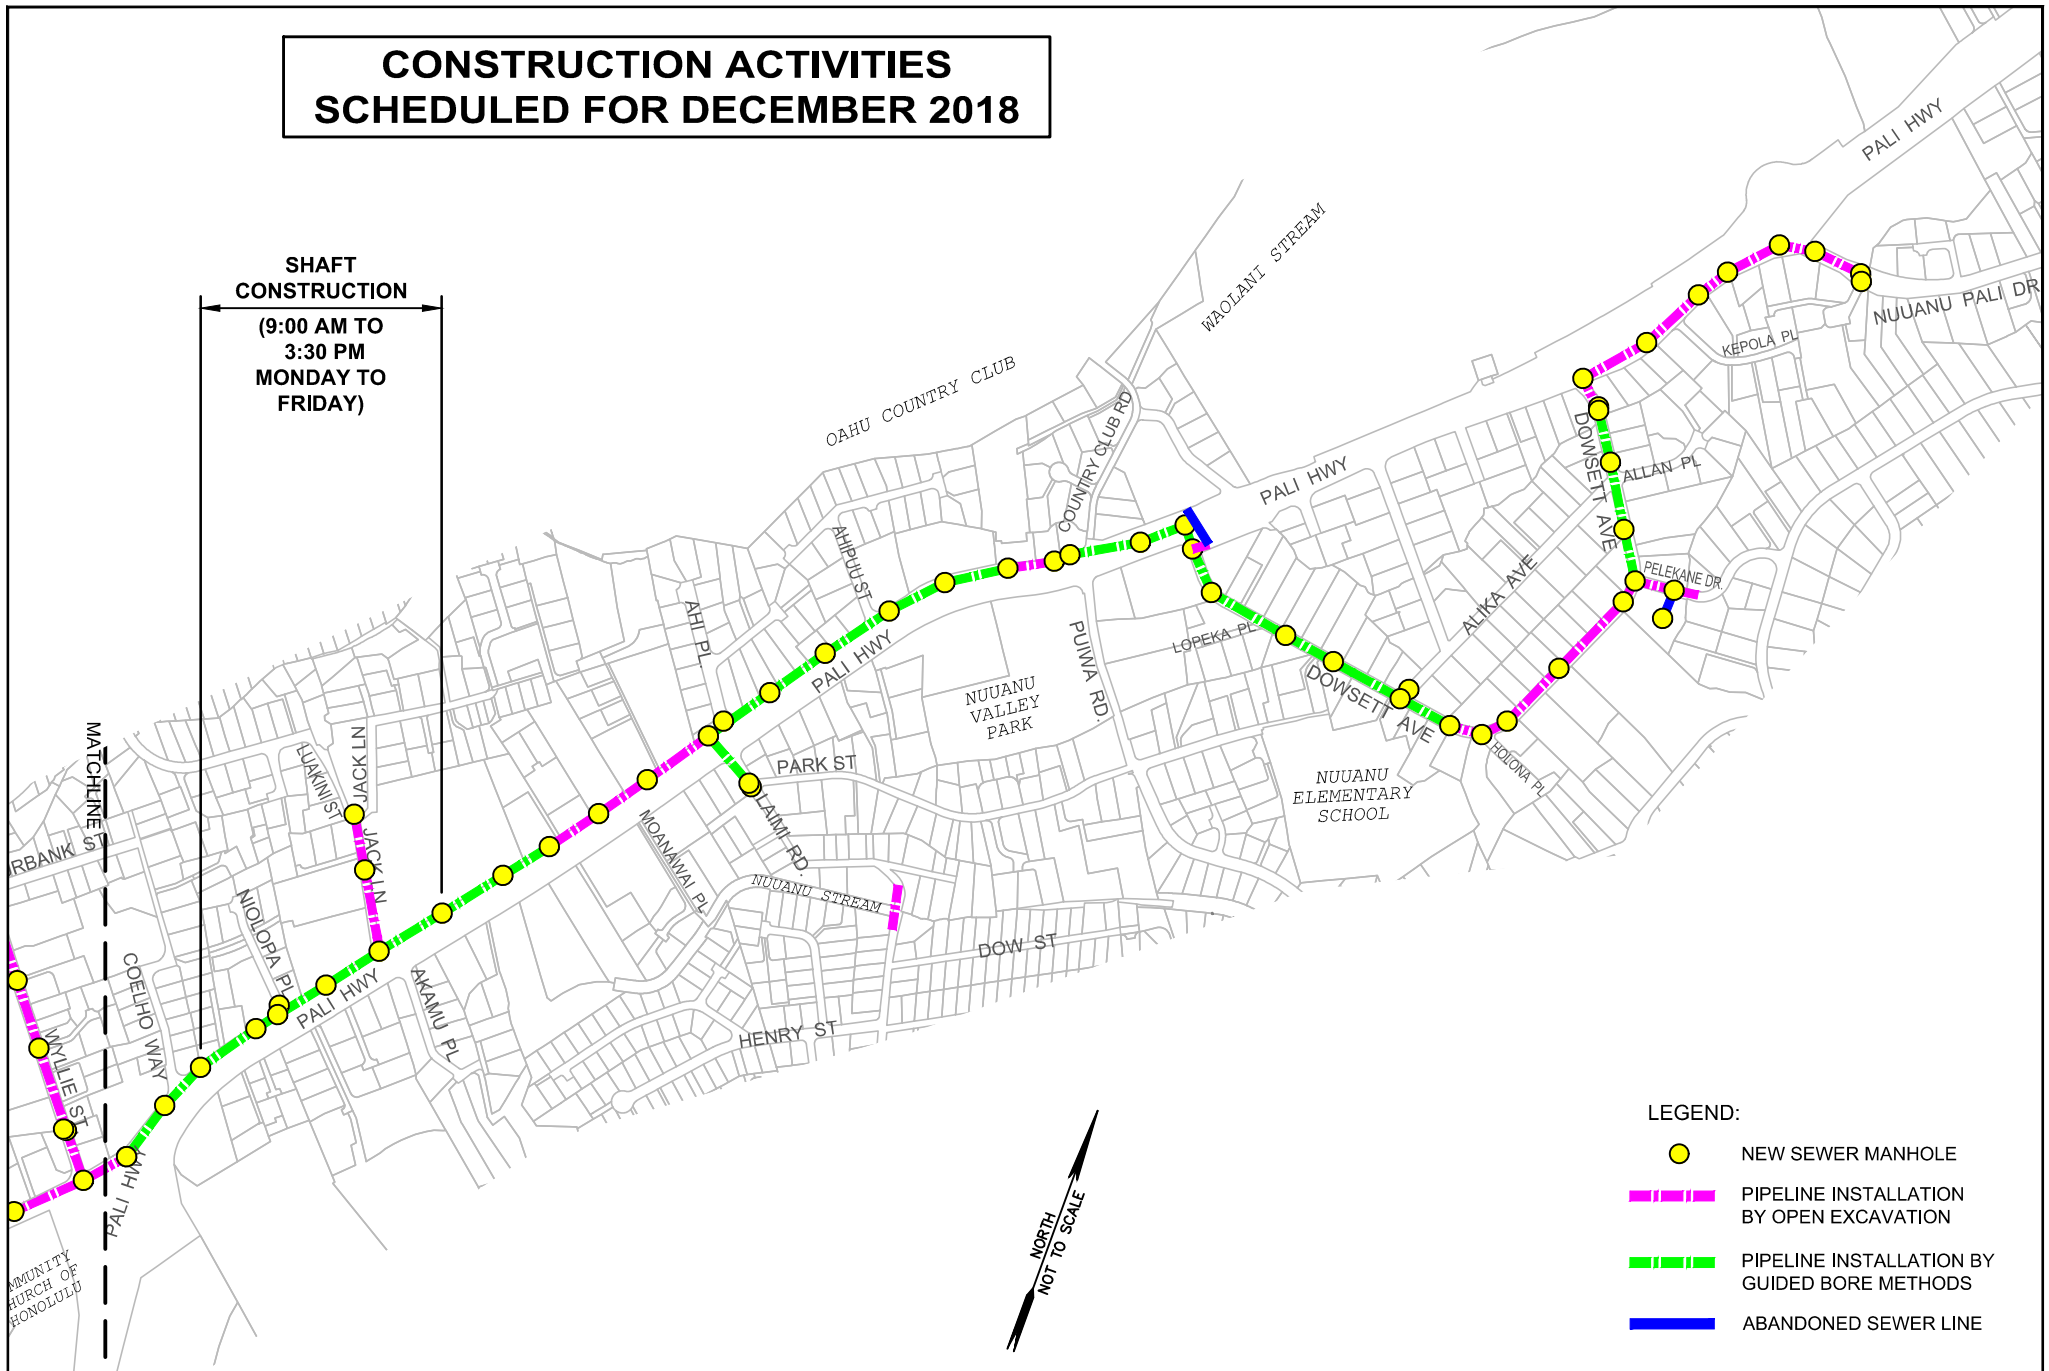 CONSTRUCTION ACTIVITIES
SCHEDULED FOR DECEMBER 2018
SHAFT
CONSTRUCTION
(9:00 AM TO
3:30 PM
MONDAY TO
FRIDAY)
PALI HWY
WAOLANI STREAM
NUUANU PALI DR
KEPOLA PL
OAHU COUNTRY CLUB
COUNTRY CLUB RD
PALI HWY
DOWSETT AVE
ALLAN PL
AHIPUU ST
PELEKANE DR.
ALIKA AVE
AHI PL.
PALI HWY
PUIWA RD.
LOPEKA PL
NUUANU
VALLEY
PARK
DOWSETT AVE
HOLONA PL
MATCHLINE
LUAKINI ST
JACK LN
PARK ST
NUUANU
ELEMENTARY
SCHOOL
LAIMI RD.
MOANAWAI PL
JACK LN
RBANK ST
NUUANU STREAM
NIOLOPA PL
DOW ST
COELHO WAY
PALI HWY
AKAMU PL
HENRY ST
WYLLIE ST
PALI HWY
MMUNITY
HURCH OF
HONOLULU
NORTH
NOT TO SCALE
LEGEND:
NEW SEWER MANHOLE
PIPELINE INSTALLATION
BY OPEN EXCAVATION
PIPELINE INSTALLATION BY
GUIDED BORE METHODS
ABANDONED SEWER LINE